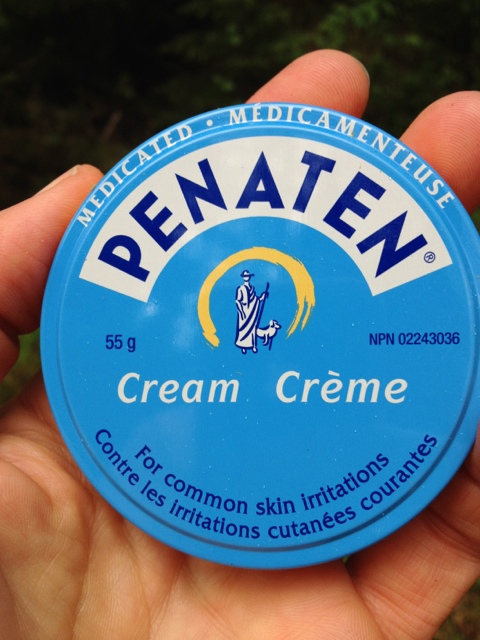 MEDICATED • MÉDICAMENTEUSE
PENATEN®
55 g
NPN 02243036
Cream Crème
For common skin irritations
Contre les irritations cutanées courantes